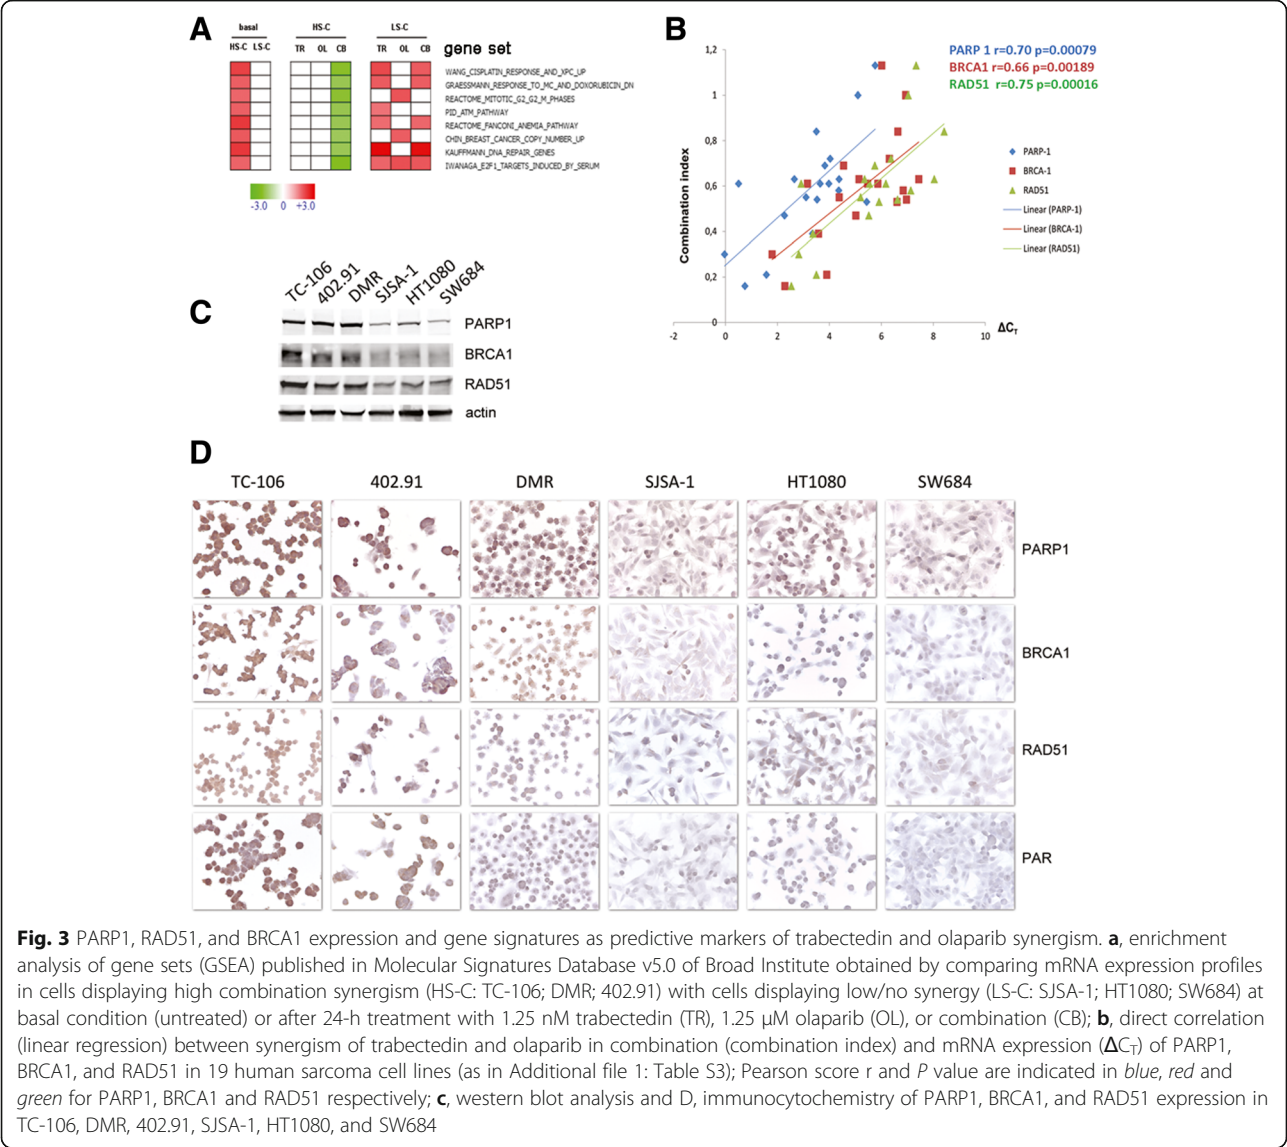 A
basal
HS-C
LS-C
HS-C LS-C
TR OL CB
TR OL CB
gene set
WANG_CISPLATIN_RESPONSE_AND_XPC_UP
GRAESSMANN_RESPONSE_TO_MC_AND_DOXORUBICIN_DN
REACTOME_MITOTIC_G2_G2_M_PHASES
PID_ATM_PATHWAY
REACTOME_FANCONI_ANEMIA_PATHWAY
CHIN_BREAST_CANCER_COPY_NUMBER_UP
KAUFFMANN_DNA_REPAIR_GENES
IWANAGA_E2F1_TARGETS_INDUCED_BY_SERUM
-3.0 0 +3.0
B
PARP 1 r=0.70 p=0.00079
BRCA1 r=0.66 p=0.00189
RAD51 r=0.75 p=0.00016
Combination index
1,2
1
0,8
0,6
0,4
0,2
0
-2 0 2 4 6 8 10
ΔCT
PARP-1
BRCA-1
RAD51
Linear (PARP-1)
Linear (BRCA-1)
Linear (RAD51)
C
TC-106 402.91 DMR SJSA-1 HT1080 SW684
PARP1
BRCA1
RAD51
actin
D
TC-106 402.91 DMR SJSA-1 HT1080 SW684
PARP1
BRCA1
RAD51
PAR
Fig. 3 PARP1, RAD51, and BRCA1 expression and gene signatures as predictive markers of trabectedin and olaparib synergism. a, enrichment
analysis of gene sets (GSEA) published in Molecular Signatures Database v5.0 of Broad Institute obtained by comparing mRNA expression profiles
in cells displaying high combination synergism (HS-C: TC-106; DMR; 402.91) with cells displaying low/no synergy (LS-C: SJSA-1; HT1080; SW684) at
basal condition (untreated) or after 24-h treatment with 1.25 nM trabectedin (TR), 1.25 μM olaparib (OL), or combination (CB); b, direct correlation
(linear regression) between synergism of trabectedin and olaparib in combination (combination index) and mRNA expression (ΔCT) of PARP1,
BRCA1, and RAD51 in 19 human sarcoma cell lines (as in Additional file 1: Table S3); Pearson score r and P value are indicated in blue, red and
green for PARP1, BRCA1 and RAD51 respectively; c, western blot analysis and D, immunocytochemistry of PARP1, BRCA1, and RAD51 expression in
TC-106, DMR, 402.91, SJSA-1, HT1080, and SW684